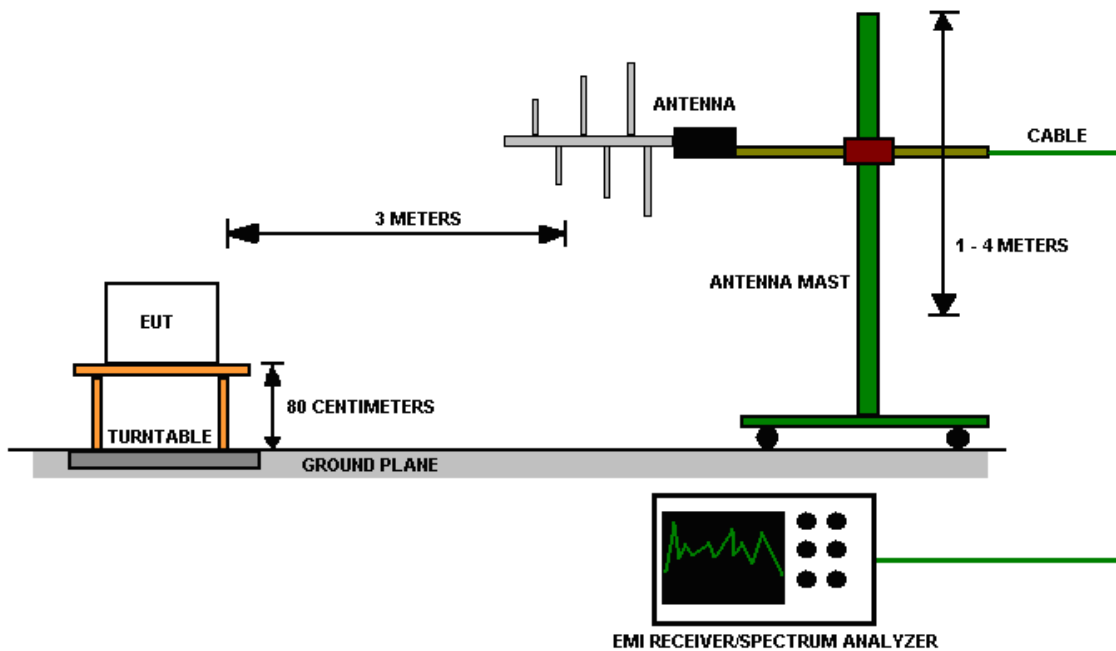 ANTENNA
CABLE
3 METERS
1 - 4 METERS
ANTENNA MAST
EUT
80 CENTIMETERS
TURNTABLE
GROUND PLANE
EMI RECEIVER/SPECTRUM ANALYZER